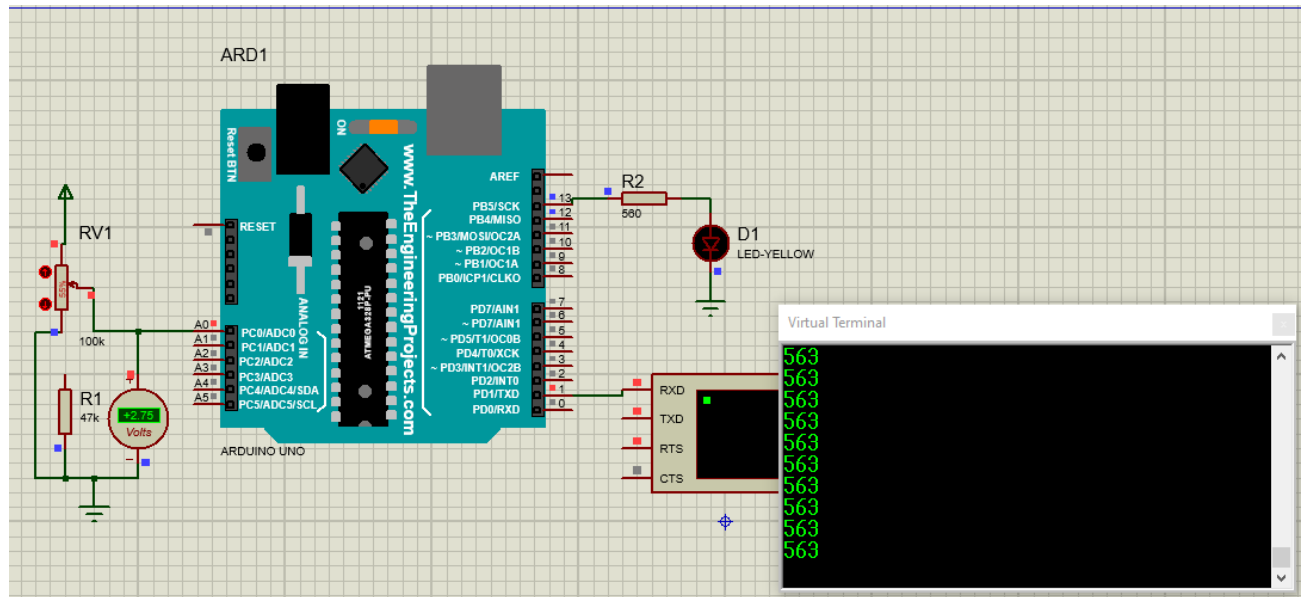 ARD1
Reset BTN
ON
www.TheEngineeringProjects.com
RESET
AREF
PB5/SCK
PB4/MISO
~ PB3/MOSI/OC2A
~ PB2/OC1B
~ PB1/OC1A
PB0/ICP1/CLKO
PD7/AIN1
~ PD7/AIN1
~ PD5/T1/OC0B
PD4/T0/XCK
~ PD3/INT1/OC2B
PD2/INT0
PD1/TXD
PD0/RXD
13
12
11
10
9
8
7
6
5
4
3
2
1
0
ANALOG IN
1121
ATMEGA328P-PU
A0
A1
A2
A3
A4
A5
PC0/ADC0
PC1/ADC1
PC2/ADC2
PC3/ADC3
PC4/ADC4/SDA
PC5/ADC5/SCL
ARDUINO UNO
RV1
55%
100k
R1
47k
+
+2.75
Volts
−
R2
560
D1
LED-YELLOW
RXD
TXD
RTS
CTS
Virtual Terminal
563
563
563
563
563
563
563
563
563
563